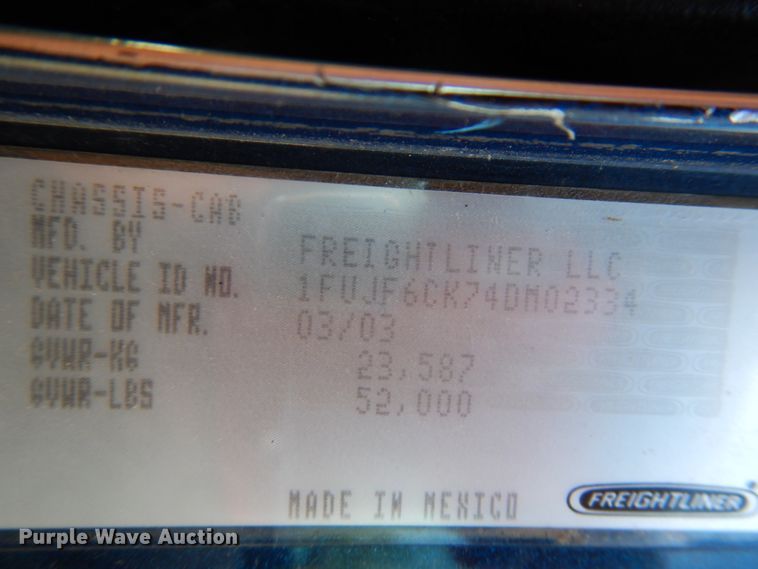 CHASSIS-CAB
MFD. BY FREIGHTLINER LLC
VEHICLE ID NO. 1FUJF6CK74DM02334
DATE OF MFR. 03/03
GVWR-KG 23,587
GVWR-LBS 52,000
MADE IN MEXICO
FREIGHTLINER
Purple Wave Auction